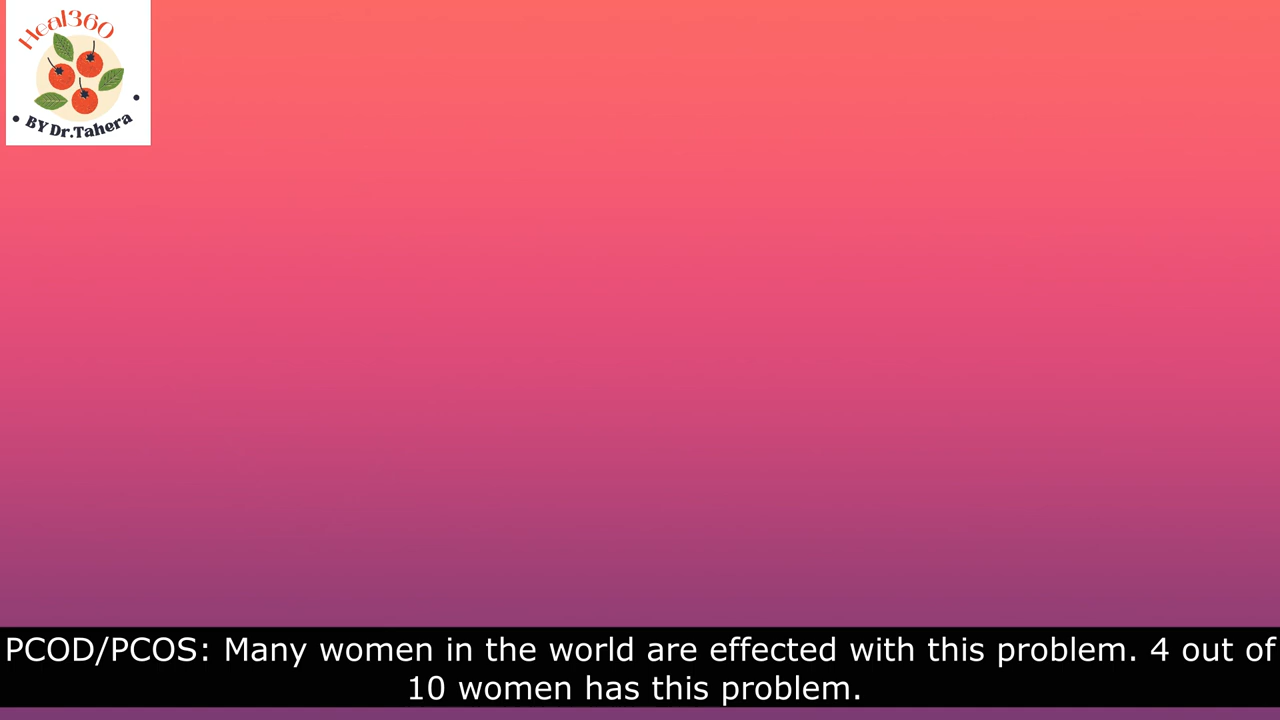 Heal360
BY Dr.Tahera
PCOD/PCOS: Many women in the world are effected with this problem. 4 out of
10 women has this problem.